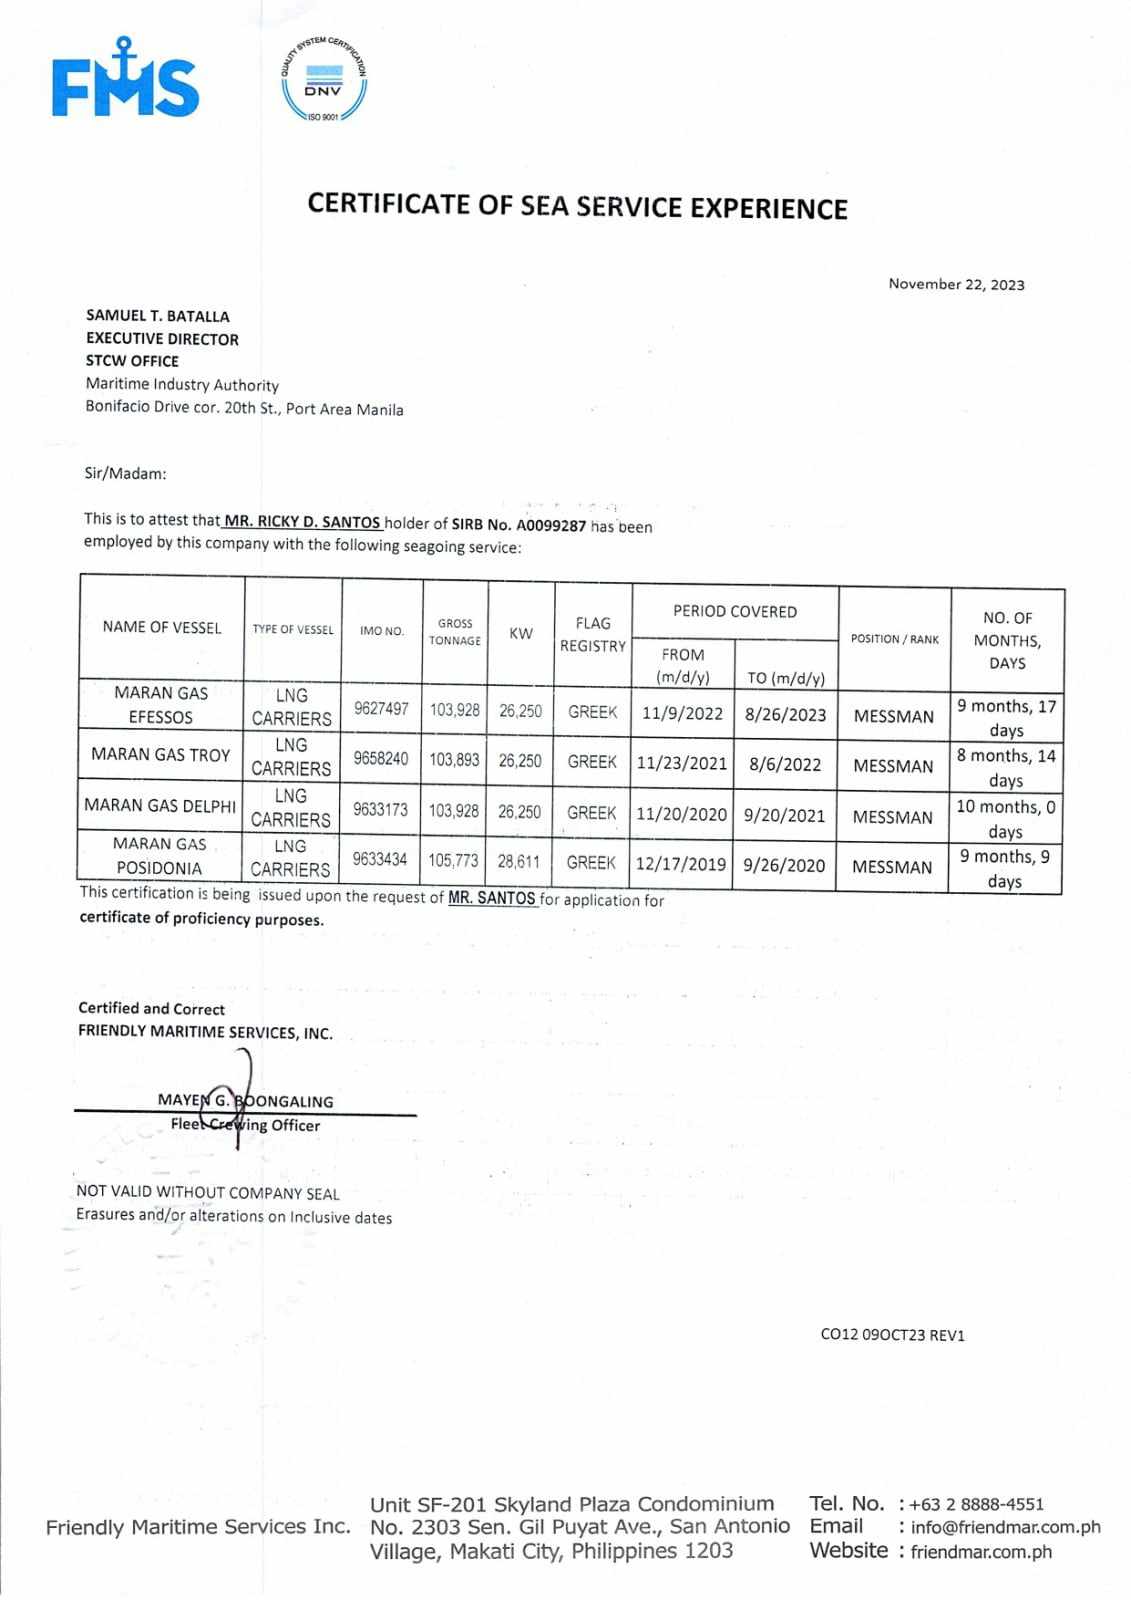 FMS
QUALITY SYSTEM CERTIFICATION
DNV
ISO 9001
CERTIFICATE OF SEA SERVICE EXPERIENCE
November 22, 2023
SAMUEL T. BATALLA
EXECUTIVE DIRECTOR
STCW OFFICE
Maritime Industry Authority
Bonifacio Drive cor. 20th St., Port Area Manila
Sir/Madam:
This is to attest that MR. RICKY D. SANTOS holder of SIRB No. A0099287 has been
employed by this company with the following seagoing service:
NAME OF VESSEL TYPE OF VESSEL IMO NO. GROSS TONNAGE KW FLAG REGISTRY PERIOD COVERED FROM (m/d/y) TO (m/d/y) POSITION / RANK NO. OF MONTHS, DAYS
MARAN GAS EFESSOS LNG CARRIERS 9627497 103,928 26,250 GREEK 11/9/2022 8/26/2023 MESSMAN 9 months, 17 days
MARAN GAS TROY LNG CARRIERS 9658240 103,893 26,250 GREEK 11/23/2021 8/6/2022 MESSMAN 8 months, 14 days
MARAN GAS DELPHI LNG CARRIERS 9633173 103,928 26,250 GREEK 11/20/2020 9/20/2021 MESSMAN 10 months, 0 days
MARAN GAS POSIDONIA LNG CARRIERS 9633434 105,773 28,611 GREEK 12/17/2019 9/26/2020 MESSMAN 9 months, 9 days
This certification is being issued upon the request of MR. SANTOS for application for
certificate of proficiency purposes.
Certified and Correct
FRIENDLY MARITIME SERVICES, INC.
MAYEN G. BOONGALING
Fleet Crewing Officer
NOT VALID WITHOUT COMPANY SEAL
Erasures and/or alterations on Inclusive dates
CO12 09OCT23 REV1
Friendly Maritime Services Inc.
Unit SF-201 Skyland Plaza Condominium
No. 2303 Sen. Gil Puyat Ave., San Antonio
Village, Makati City, Philippines 1203
Tel. No. : +63 2 8888-4551
Email : info@friendmar.com.ph
Website : friendmar.com.ph